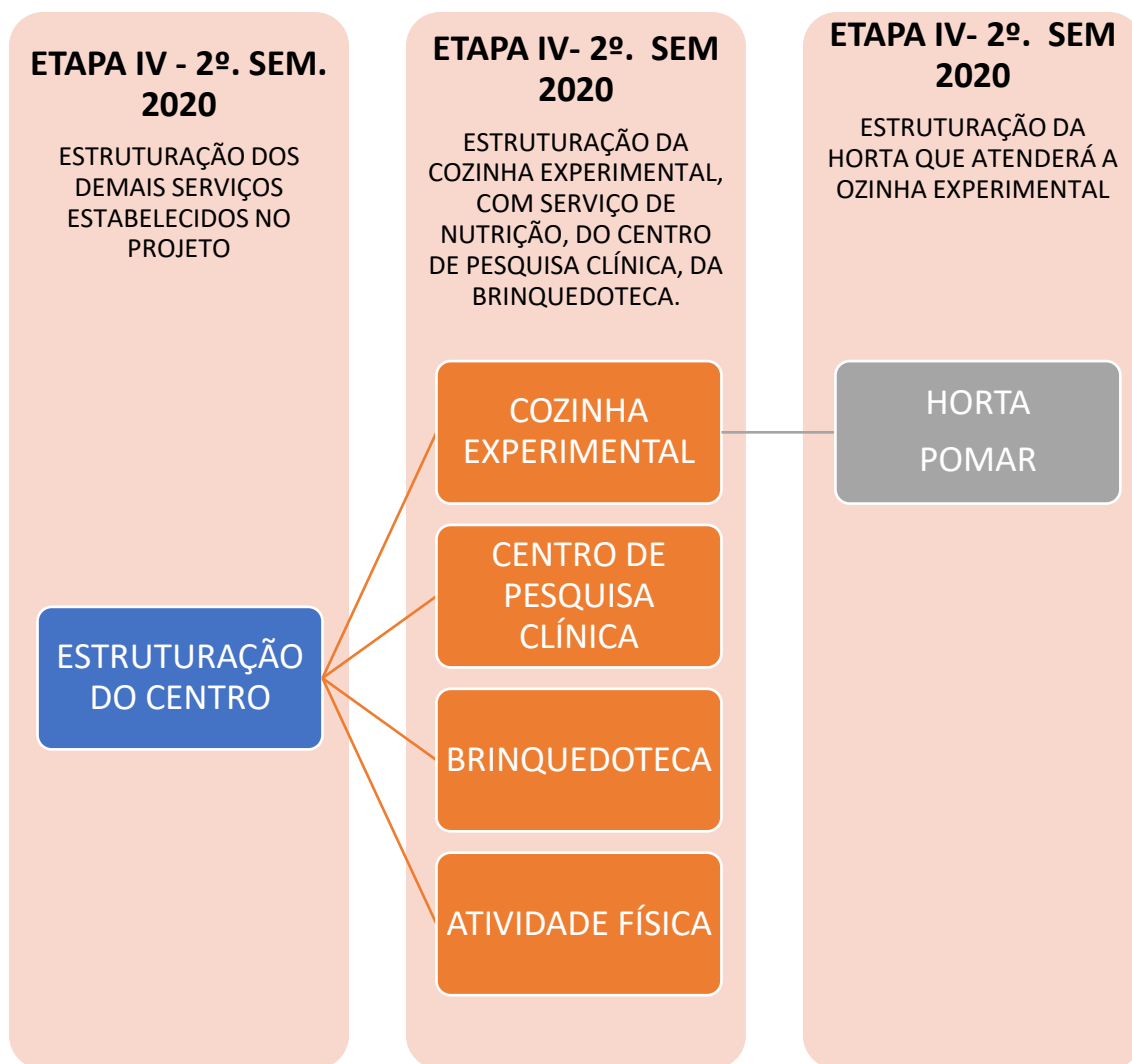 ETAPA IV - 2º. SEM.
2020
ESTRUTURAÇÃO DOS
DEMAIS SERVIÇOS
ESTABELECIDOS NO
PROJETO
ESTRUTURAÇÃO
DO CENTRO
ETAPA IV- 2º. SEM
2020
ESTRUTURAÇÃO DA
COZINHA EXPERIMENTAL,
COM SERVIÇO DE
NUTRIÇÃO, DO CENTRO
DE PESQUISA CLÍNICA, DA
BRINQUEDOTECA.
COZINHA
EXPERIMENTAL
CENTRO DE
PESQUISA
CLÍNICA
BRINQUEDOTECA
ATIVIDADE FÍSICA
ETAPA IV- 2º. SEM
2020
ESTRUTURAÇÃO DA
HORTA QUE ATENDERÁ A
OZINHA EXPERIMENTAL
HORTA
POMAR